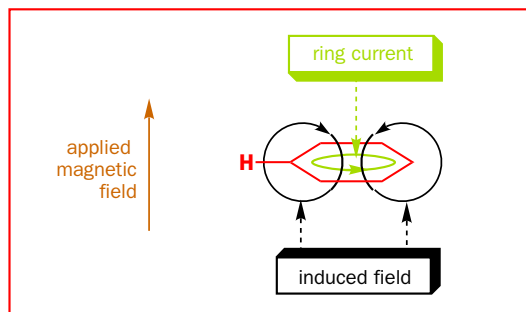 ring current
applied
magnetic
field
H
induced field